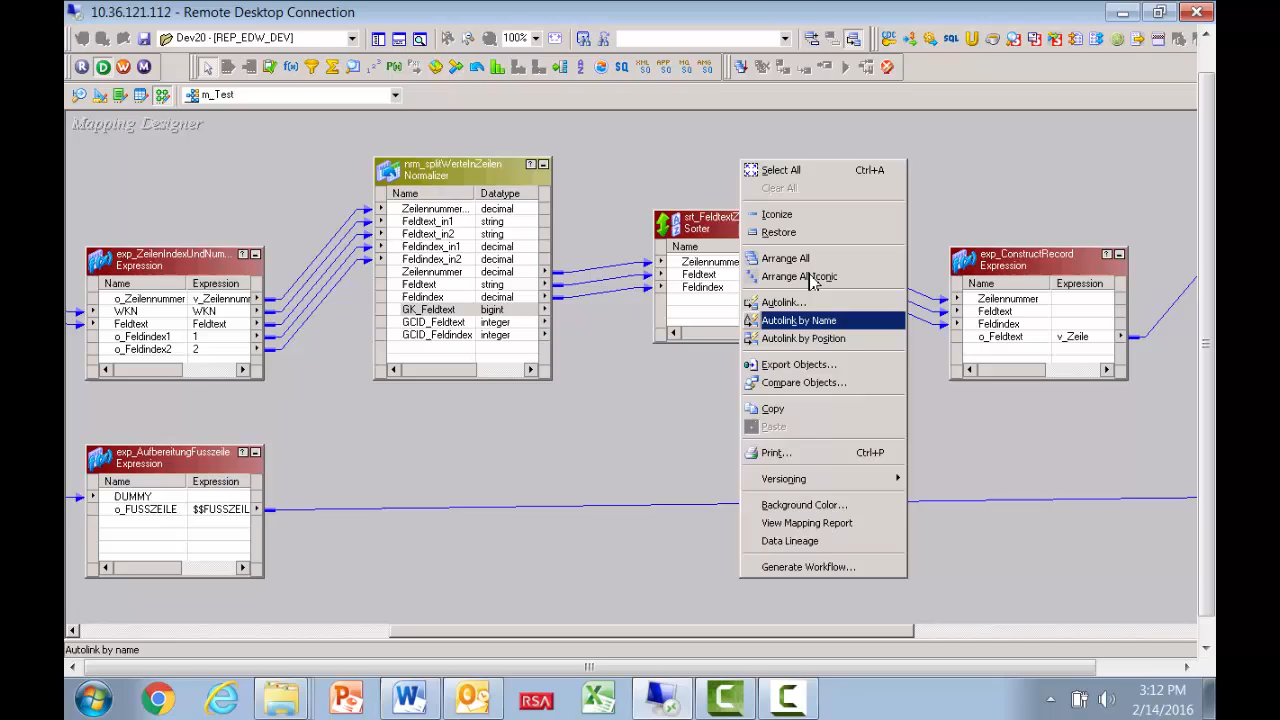 10.36.121.112 - Remote Desktop Connection
Dev20 - [REP_EDW_DEV]
100%
SQL
R D W M
f(x) SQ
m_Test
Mapping Designer
nrm_splitWerteInZeilen
Normalizer
Name Datatype
Zeilennummer... decimal
Feldtext_in1 string
Feldtext_in2 string
Feldindex_in1 decimal
Feldindex_in2 decimal
Zeilennummer decimal
Feldtext string
Feldindex decimal
GK_Feldtext bigint
GCID_Feldtext integer
GCID_Feldindex integer
exp_ZeilenIndexUndNum...
Expression
Name Expression
o_Zeilennummer v_Zeilennum
WKN WKN
Feldtext Feldtext
o_Feldindex1 1
o_Feldindex2 2
srt_FeldtextZ
Sorter
Name
Zeilennumme
Feldtext
Feldindex
Select All Ctrl+A
Clear All
Iconize
Restore
Arrange All
Arrange All Iconic
Autolink...
Autolink by Name
Autolink by Position
Export Objects...
Compare Objects...
Copy
Paste
Print... Ctrl+P
Versioning
Background Color...
View Mapping Report
Data Lineage
Generate Workflow...
exp_ConstructRecord
Expression
Name Expression
Zeilennummer
Feldtext
Feldindex
o_Feldtext v_Zeile
exp_AufbereitungFusszeile
Expression
Name Expression
DUMMY
o_FUSSZEILE $$FUSSZEIL
Autolink by name
RSA
3:12 PM
2/14/2016